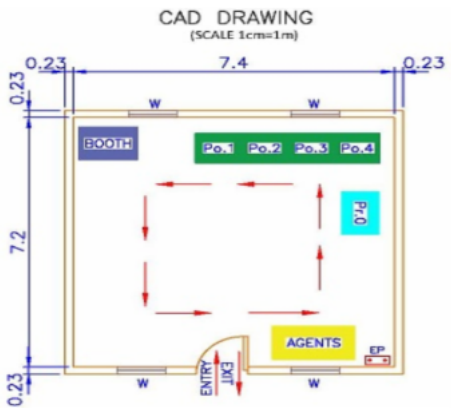 CAD DRAWING
(SCALE 1cm=1m)
0.23 7.4 0.23
0.23
W W
BOOTH
Po.1 Po.2 Po.3 Po.4
Pr.O
7.2
AGENTS
EP
0.23
W ENTRY EXIT W